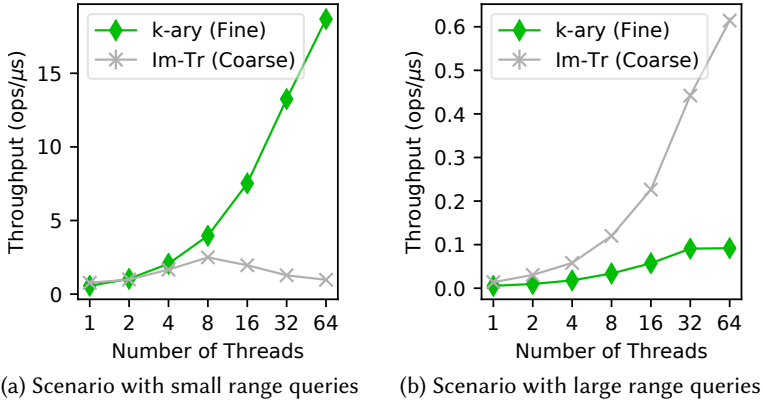 k-ary (Fine)
Im-Tr (Coarse)
Throughput (ops/μs)
15
10
5
0
1 2 4 8 16 32 64
Number of Threads
(a) Scenario with small range queries
k-ary (Fine)
Im-Tr (Coarse)
Throughput (ops/μs)
0.6
0.5
0.4
0.3
0.2
0.1
0.0
1 2 4 8 16 32 64
Number of Threads
(b) Scenario with large range queries